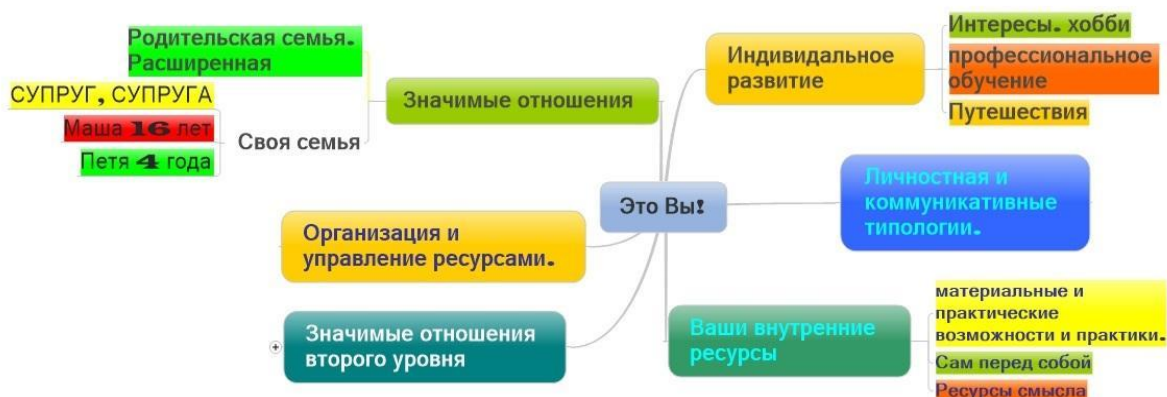 Родительская семья.
Расширенная
СУПРУГ, СУПРУГА
Маша 16 лет
Петя 4 года
Своя семья
Значимые отношения
Организация и
управление ресурсами.
Значимые отношения
второго уровня
Это Вы!
Индивидальное
развитие
Интересы. хобби
профессиональное
обучение
Путешествия
Личностная и
коммуникативные
типологии.
Ваши внутренние
ресурсы
материальные и
практические
возможности и практики.
Сам перед собой
Ресурсы смысла